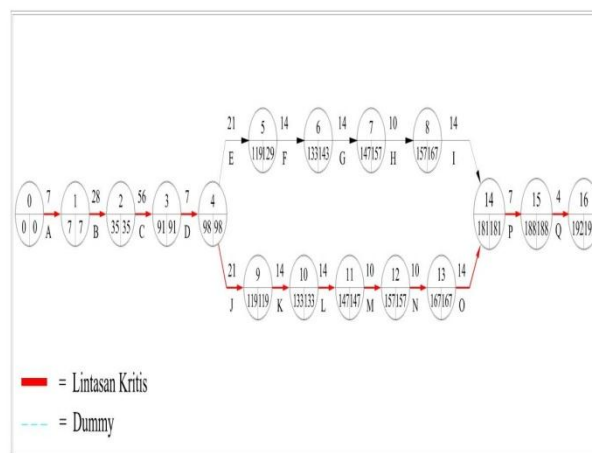 21 5 14 6 14 7 10 8 14
119 129 133 143 147 157 157 167
E F G H I
0 7 1 28 2 56 3 7 4 14 7 15 4 16
0 0 7 7 35 35 91 91 98 98 181 181 188 188 192 19
A B C D P Q
21 9 14 10 14 11 10 12 10 13 14
119 119 133 133 147 147 157 157 167 167
J K L M N O
= Lintasan Kritis
= Dummy